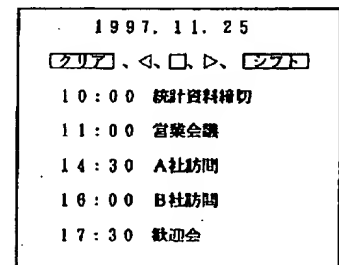 1997. 11. 25
クリア、◁、□、▷、シフト
10:00 統計資料締切
11:00 営業会議
14:30 A社訪問
16:00 B社訪問
17:30 歓迎会